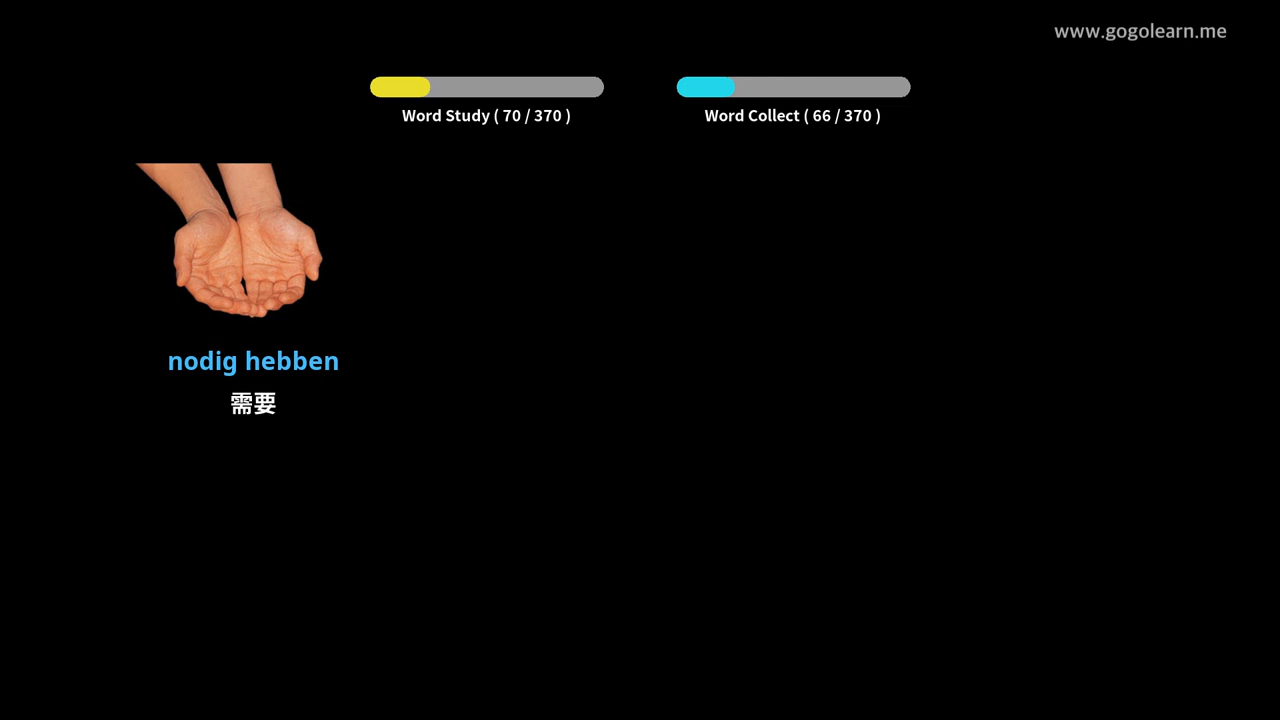 www.gogolearn.me
Word Study ( 70 / 370 )
Word Collect ( 66 / 370 )
nodig hebben
需要